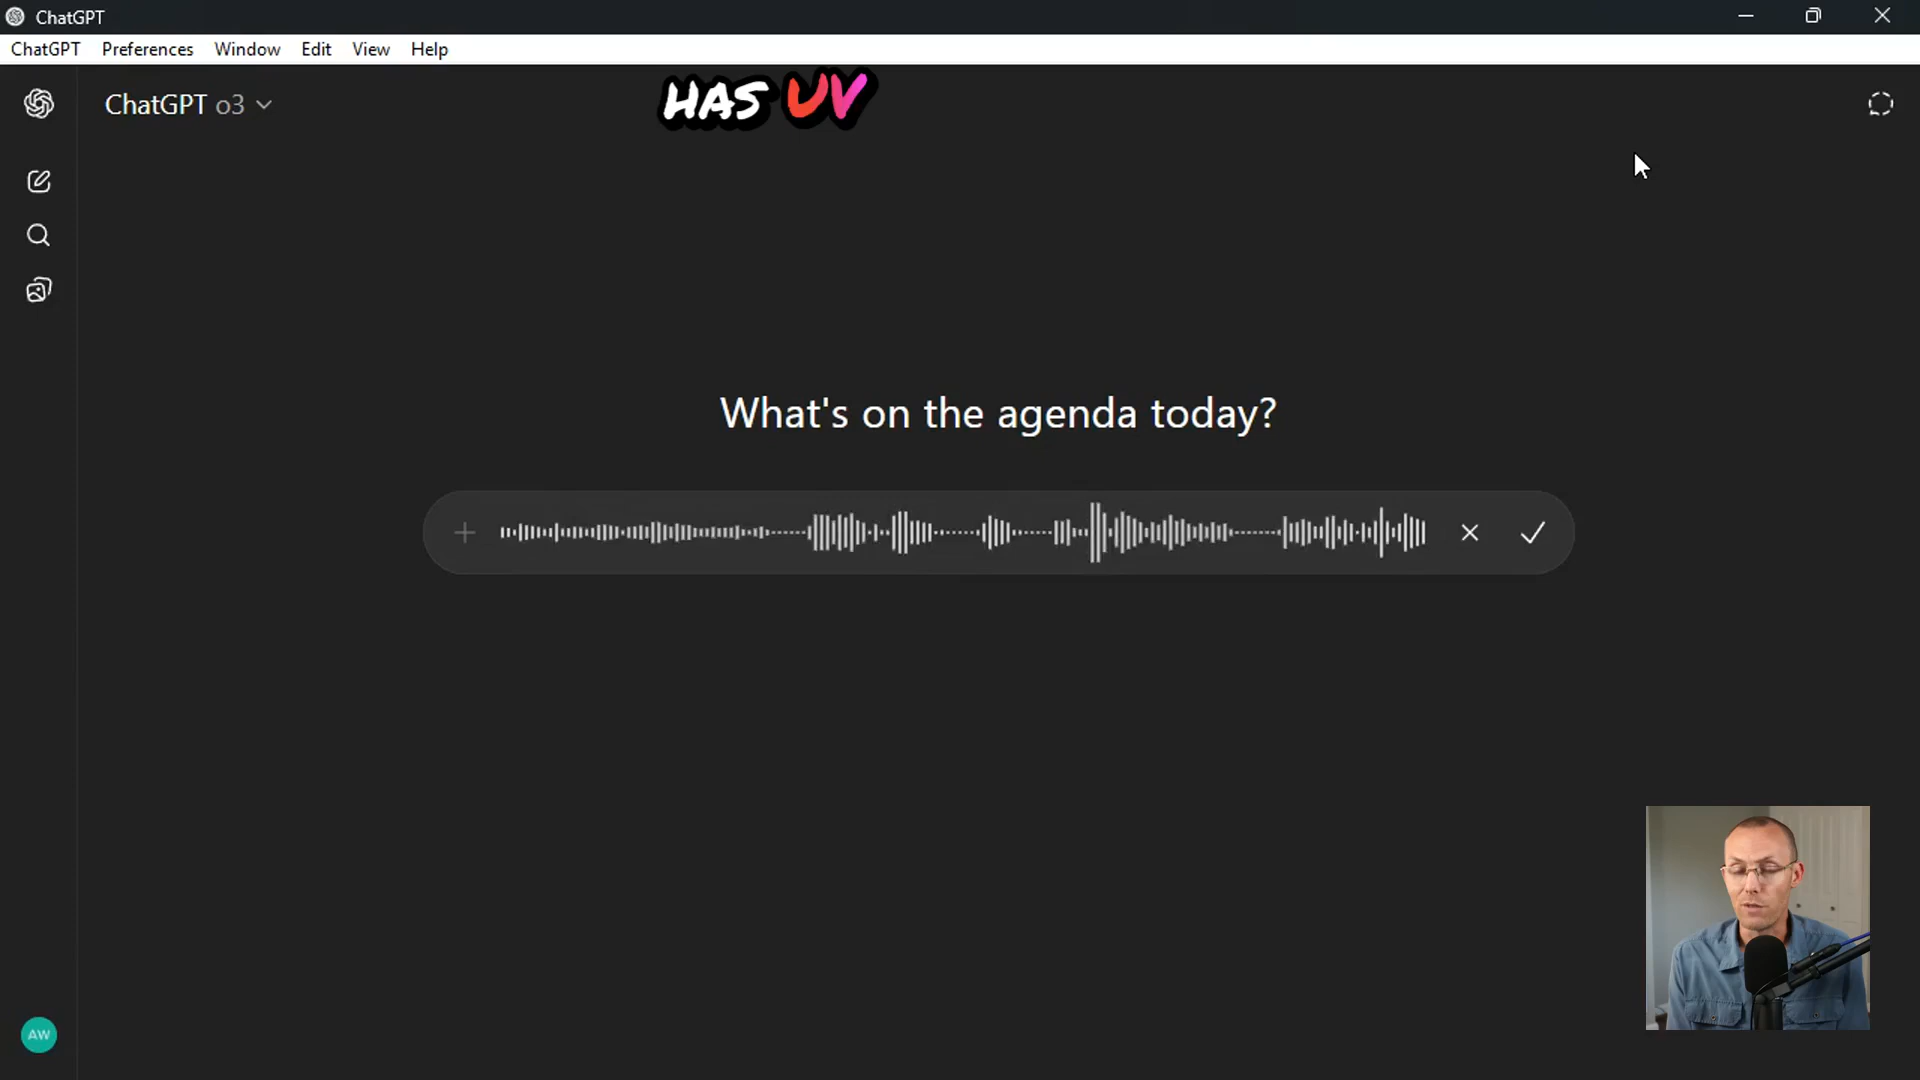 ChatGPT
ChatGPT Preferences Window Edit View Help
ChatGPT o3
HAS UV
What's on the agenda today?
AW